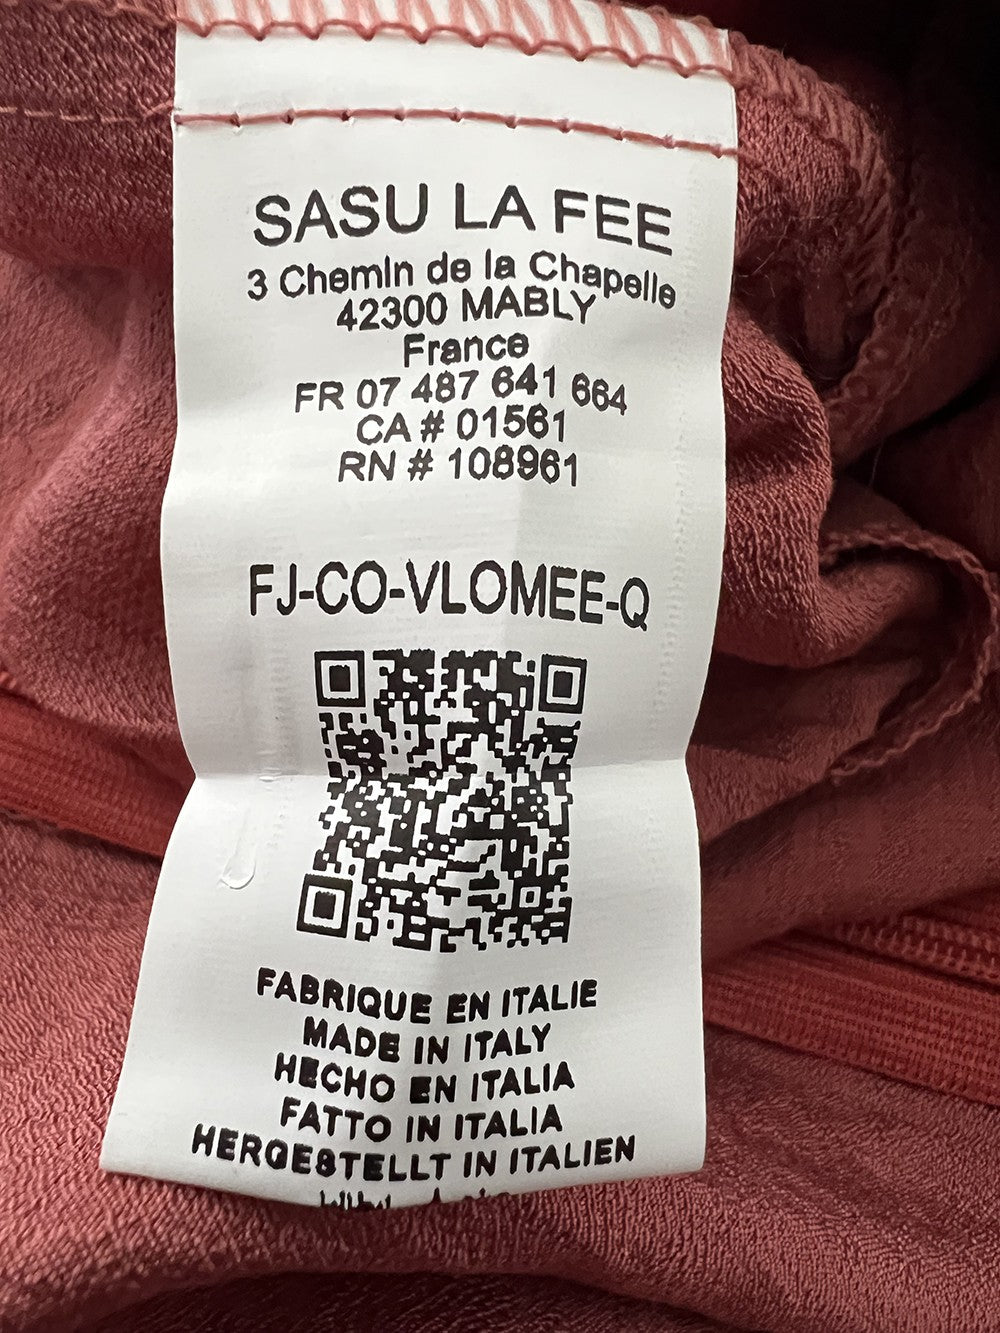 SASU LA FEE
3 Chemin de la Chapelle
42300 MABLY
France
FR 07 487 641 664
CA # 01561
RN # 108961
FJ-CO-VLOMEE-Q
FABRIQUE EN ITALIE
MADE IN ITALY
HECHO EN ITALIA
FATTO IN ITALIA
HERGESTELLT IN ITALIEN